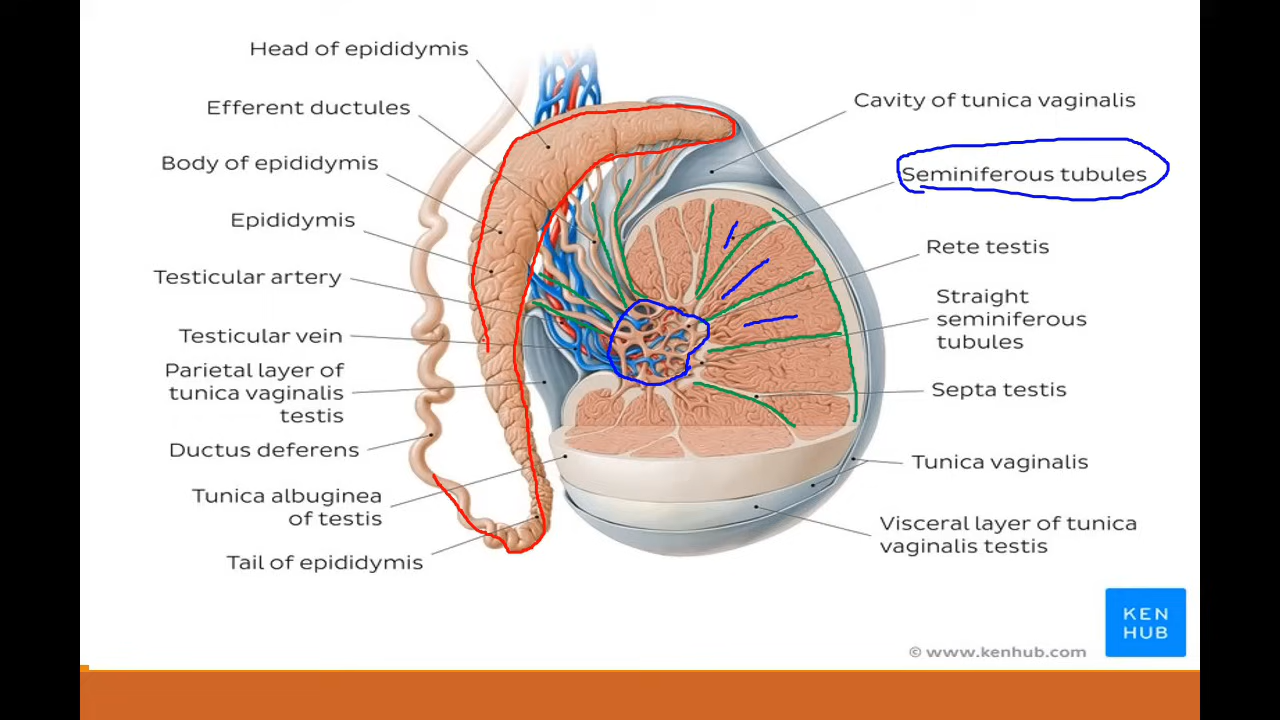 Head of epididymis
Efferent ductules
Body of epididymis
Epididymis
Testicular artery
Testicular vein
Parietal layer of
tunica vaginalis
testis
Ductus deferens
Tunica albuginea
of testis
Tail of epididymis
Cavity of tunica vaginalis
Seminiferous tubules
Rete testis
Straight
seminiferous
tubules
Septa testis
Tunica vaginalis
Visceral layer of tunica
vaginalis testis
KEN
HUB
© www.kenhub.com